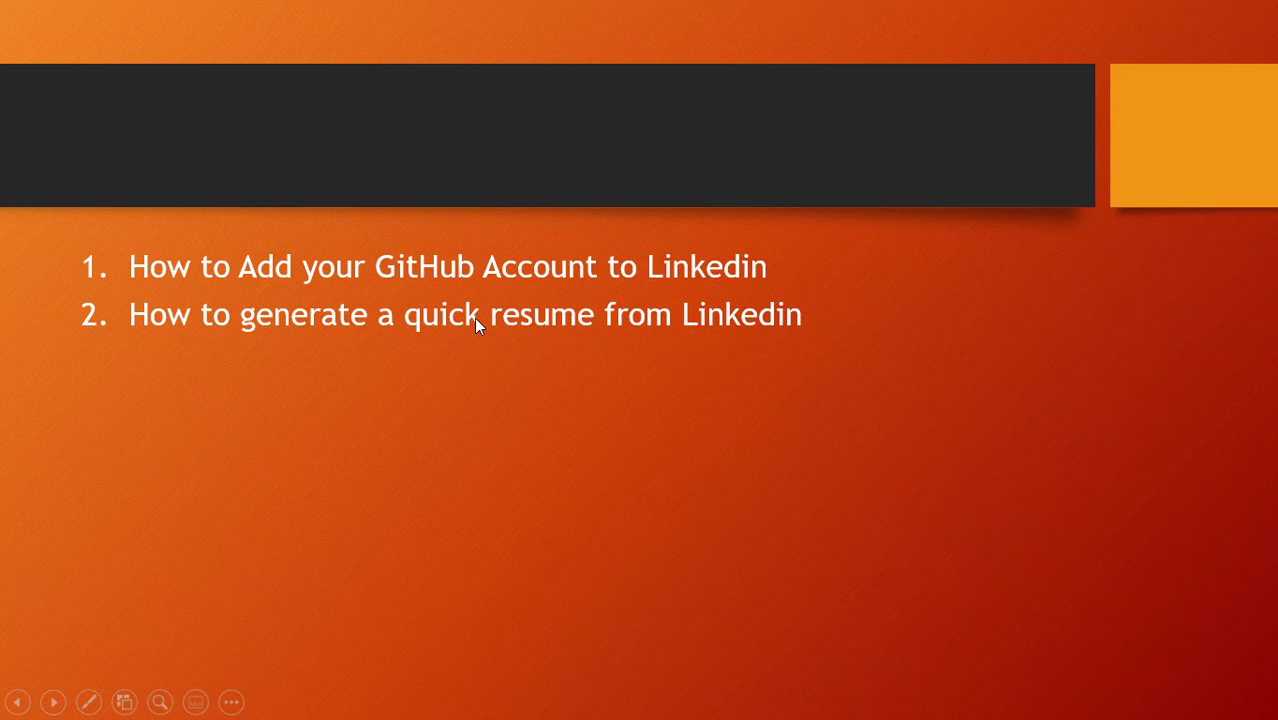 1. How to Add your GitHub Account to Linkedin
2. How to generate a quick resume from Linkedin